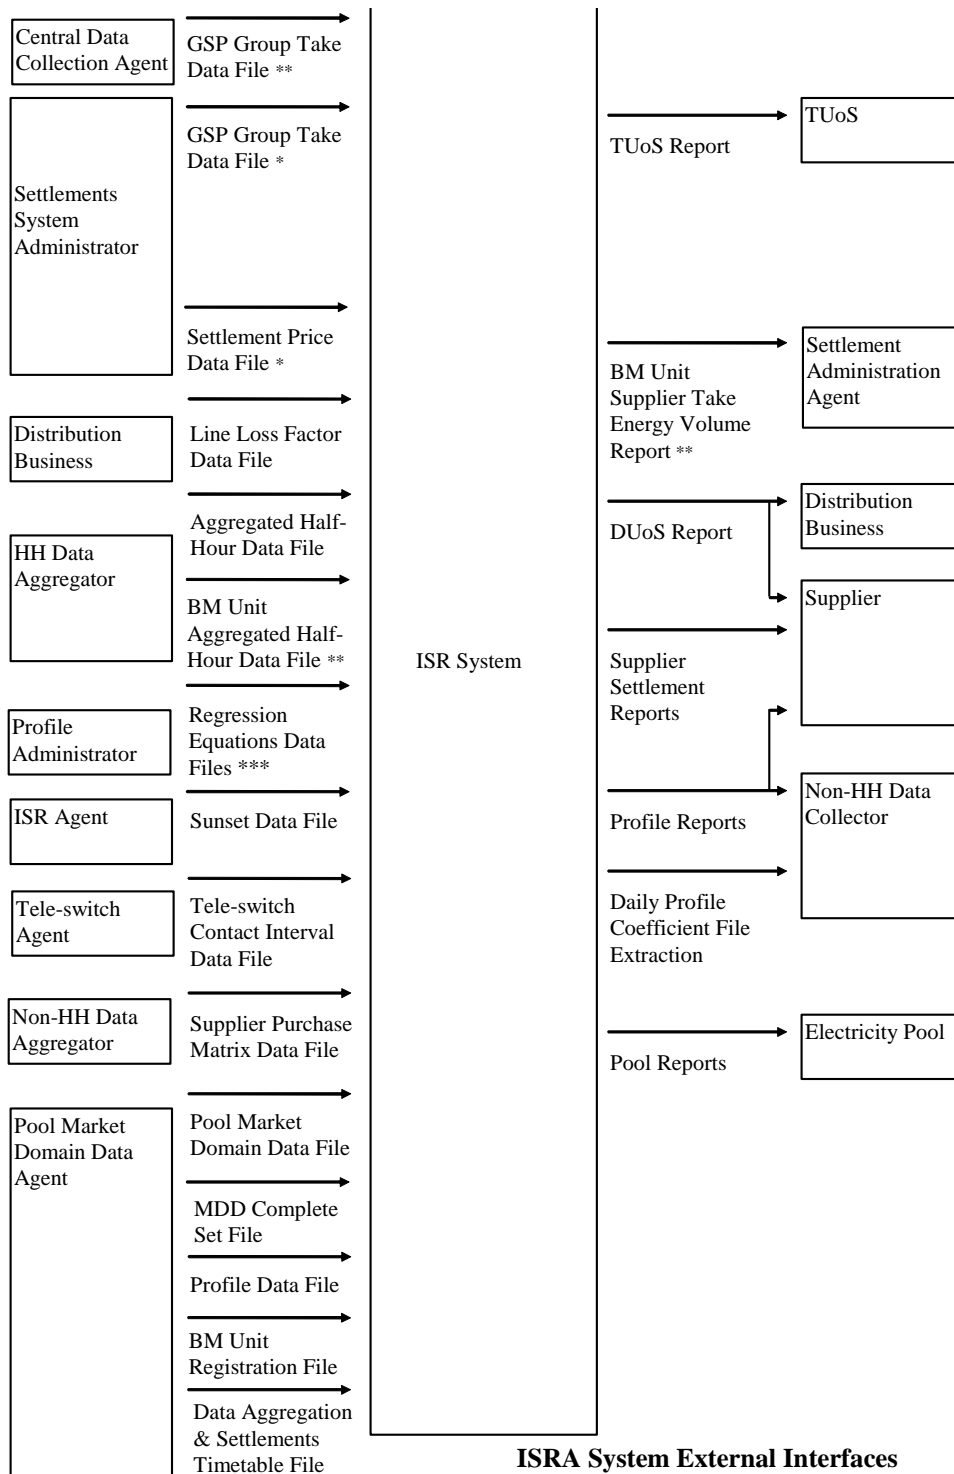 Central Data
Collection Agent
GSP Group Take
Data File **
Settlements
System
Administrator
GSP Group Take
Data File *
Settlement Price
Data File *
Distribution
Business
Line Loss Factor
Data File
HH Data
Aggregator
Aggregated Half-
Hour Data File
BM Unit
Aggregated Half-
Hour Data File **
Profile
Administrator
Regression
Equations Data
Files ***
ISR Agent
Sunset Data File
Tele-switch
Agent
Tele-switch
Contact Interval
Data File
Non-HH Data
Aggregator
Supplier Purchase
Matrix Data File
Pool Market
Domain Data
Agent
Pool Market
Domain Data File
MDD Complete
Set File
Profile Data File
BM Unit
Registration File
Data Aggregation
& Settlements
Timetable File
ISR System
TUoS Report
TUoS
BM Unit
Supplier Take
Energy Volume
Report **
Settlement
Administration
Agent
DUoS Report
Distribution
Business
Supplier
Supplier
Settlement
Reports
Profile Reports
Non-HH Data
Collector
Daily Profile
Coefficient File
Extraction
Pool Reports
Electricity Pool
ISRA System External Interfaces